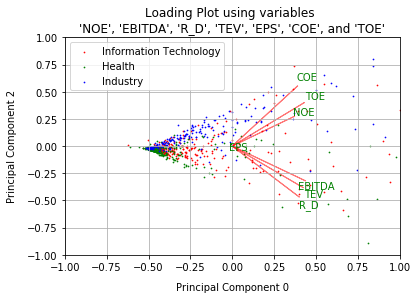 Loading Plot using variables
'NOE', 'EBITDA', 'R_D', 'TEV', 'EPS', 'COE', and 'TOE'
1.00
0.75
0.50
0.25
0.00
−0.25
−0.50
−0.75
−1.00
Principal Component 2
Information Technology
Health
Industry
COE
TOE
NOE
EPS
EBITDA
TEV
R_D
−1.00
−0.75
−0.50
−0.25
0.00
0.25
0.50
0.75
1.00
Principal Component 0